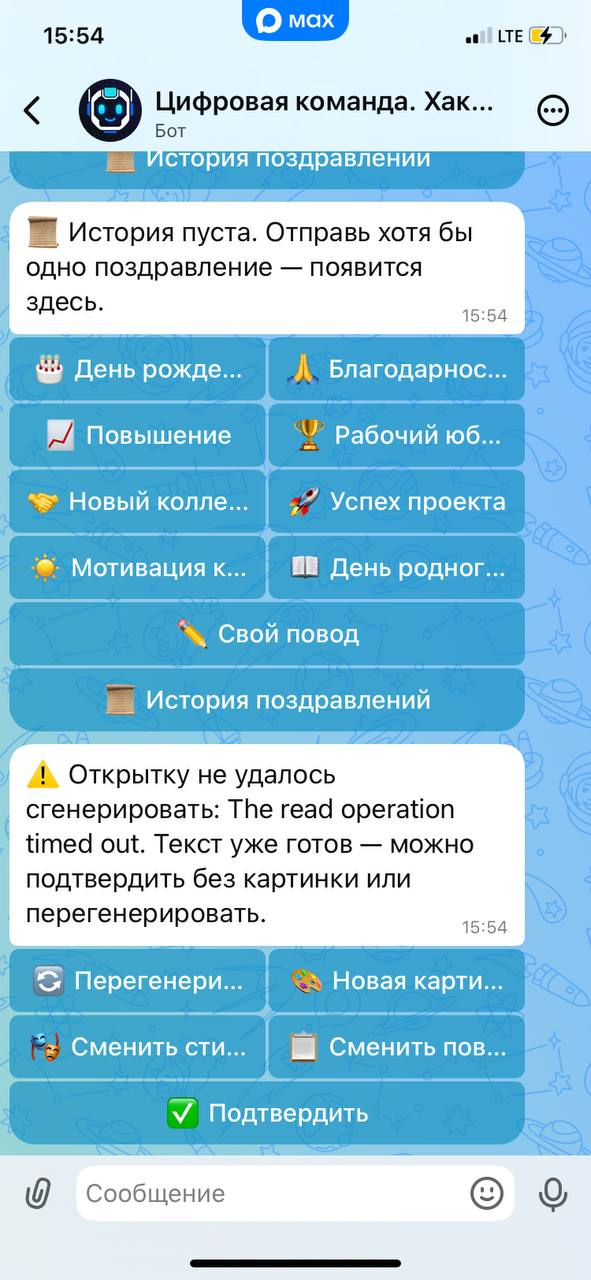 15:54
max
LTE
Цифровая команда. Хак...
Бот
История поздравлений
История пуста. Отправь хотя бы
одно поздравление — появится
здесь.
15:54
День рожде...
Благодарнос...
Повышение
Рабочий юб...
Новый колле...
Успех проекта
Мотивация к...
День родног...
Свой повод
История поздравлений
Открытку не удалось
сгенерировать: The read operation
timed out. Текст уже готов — можно
подтвердить без картинки или
перегенерировать.
15:54
Перегенери...
Новая карти...
Сменить сти...
Сменить пов...
Подтвердить
Сообщение